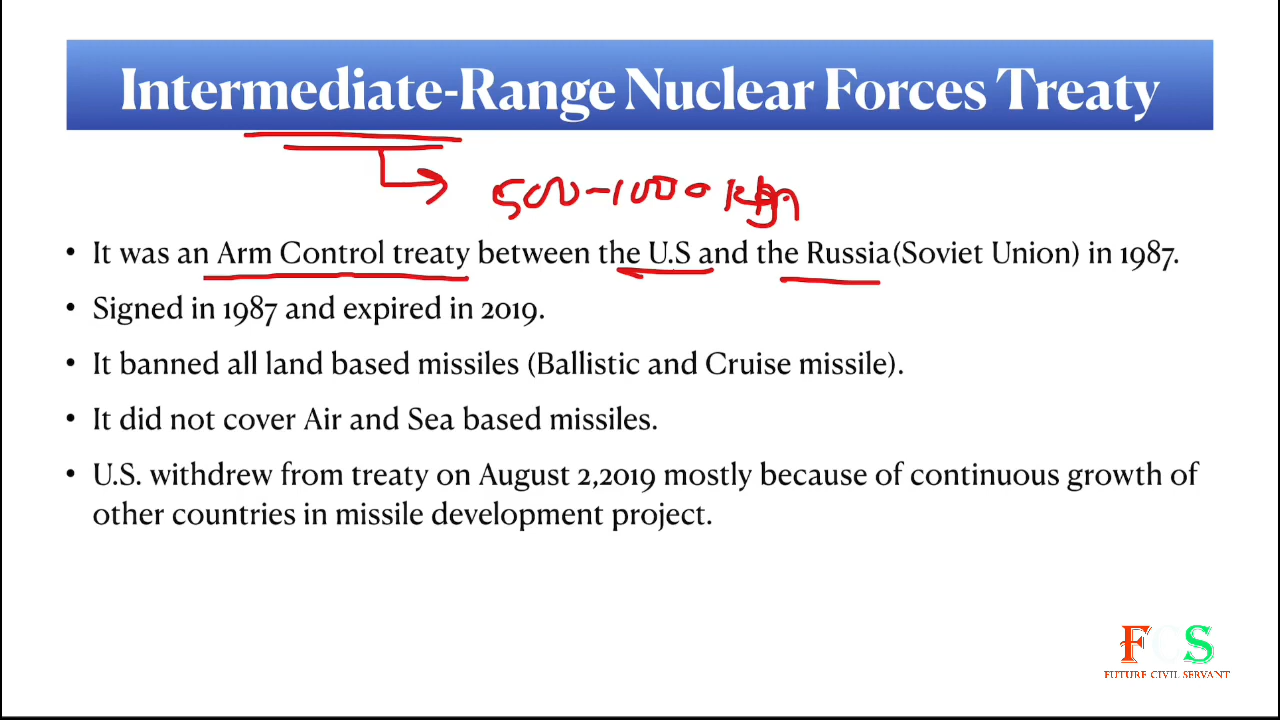 Intermediate-Range Nuclear Forces Treaty
500-1000 km
• It was an Arm Control treaty between the U.S and the Russia(Soviet Union) in 1987.
• Signed in 1987 and expired in 2019.
• It banned all land based missiles (Ballistic and Cruise missile).
• It did not cover Air and Sea based missiles.
• U.S. withdrew from treaty on August 2,2019 mostly because of continuous growth of
other countries in missile development project.
FCS
FUTURE CIVIL SERVANT